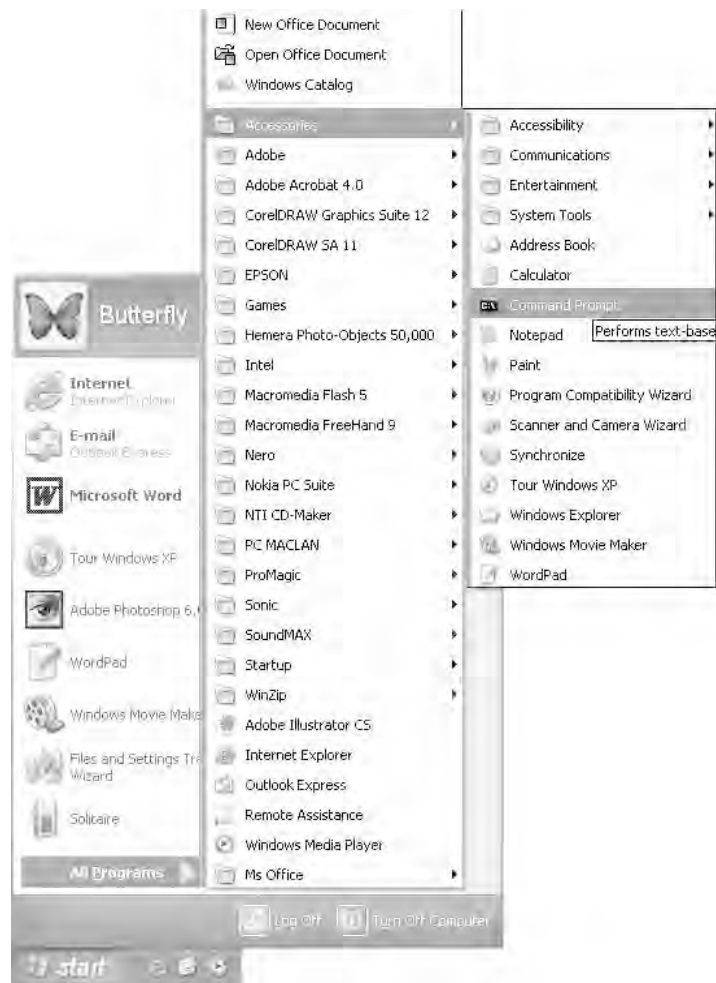 New Office Document
Open Office Document
Windows Catalog
Accessories
Adobe
Adobe Acrobat 4.0
CorelDRAW Graphics Suite 12
CorelDRAW SA 11
EPSON
Games
Hemera Photo-Objects 50,000
Intel
Macromedia Flash 5
Macromedia FreeHand 9
Nero
Nokia PC Suite
NTI CD-Maker
PC MACLAN
ProMagic
Sonic
SoundMAX
Startup
WinZip
Adobe Illustrator CS
Internet Explorer
Outlook Express
Remote Assistance
Windows Media Player
Ms Office
Accessibility
Communications
Entertainment
System Tools
Address Book
Calculator
Command Prompt
Notepad
Performs text-base
Paint
Program Compatibility Wizard
Scanner and Camera Wizard
Synchronize
Tour Windows XP
Windows Explorer
Windows Movie Maker
WordPad
Butterfly
Internet
Internet Explorer
E-mail
Outlook Express
Microsoft Word
Tour Windows XP
Adobe Photoshop 6.
WordPad
Windows Movie Make
Files and Settings Tra
Wizard
Solitaire
All Programs
Log Off
Turn Off Computer
start